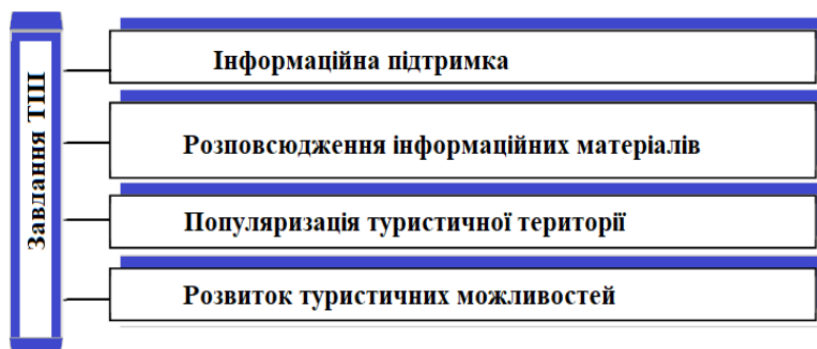 Завдання ТІЦ
Інформаційна підтримка
Розповсюдження інформаційних матеріалів
Популяризація туристичної території
Розвиток туристичних можливостей